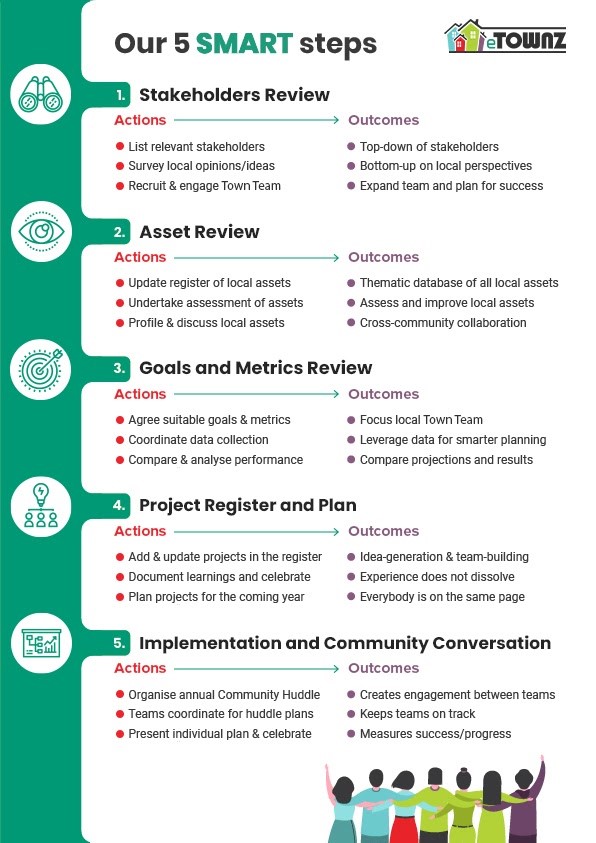 Our 5 SMART steps
eTOWNZ
1. Stakeholders Review
Actions Outcomes
List relevant stakeholders
Survey local opinions/ideas
Recruit & engage Town Team
Top-down of stakeholders
Bottom-up on local perspectives
Expand team and plan for success
2. Asset Review
Actions Outcomes
Update register of local assets
Undertake assessment of assets
Profile & discuss local assets
Thematic database of all local assets
Assess and improve local assets
Cross-community collaboration
3. Goals and Metrics Review
Actions Outcomes
Agree suitable goals & metrics
Coordinate data collection
Compare & analyse performance
Focus local Town Team
Leverage data for smarter planning
Compare projections and results
4. Project Register and Plan
Actions Outcomes
Add & update projects in the register
Document learnings and celebrate
Plan projects for the coming year
Idea-generation & team-building
Experience does not dissolve
Everybody is on the same page
5. Implementation and Community Conversation
Actions Outcomes
Organise annual Community Huddle
Teams coordinate for huddle plans
Present individual plan & celebrate
Creates engagement between teams
Keeps teams on track
Measures success/progress